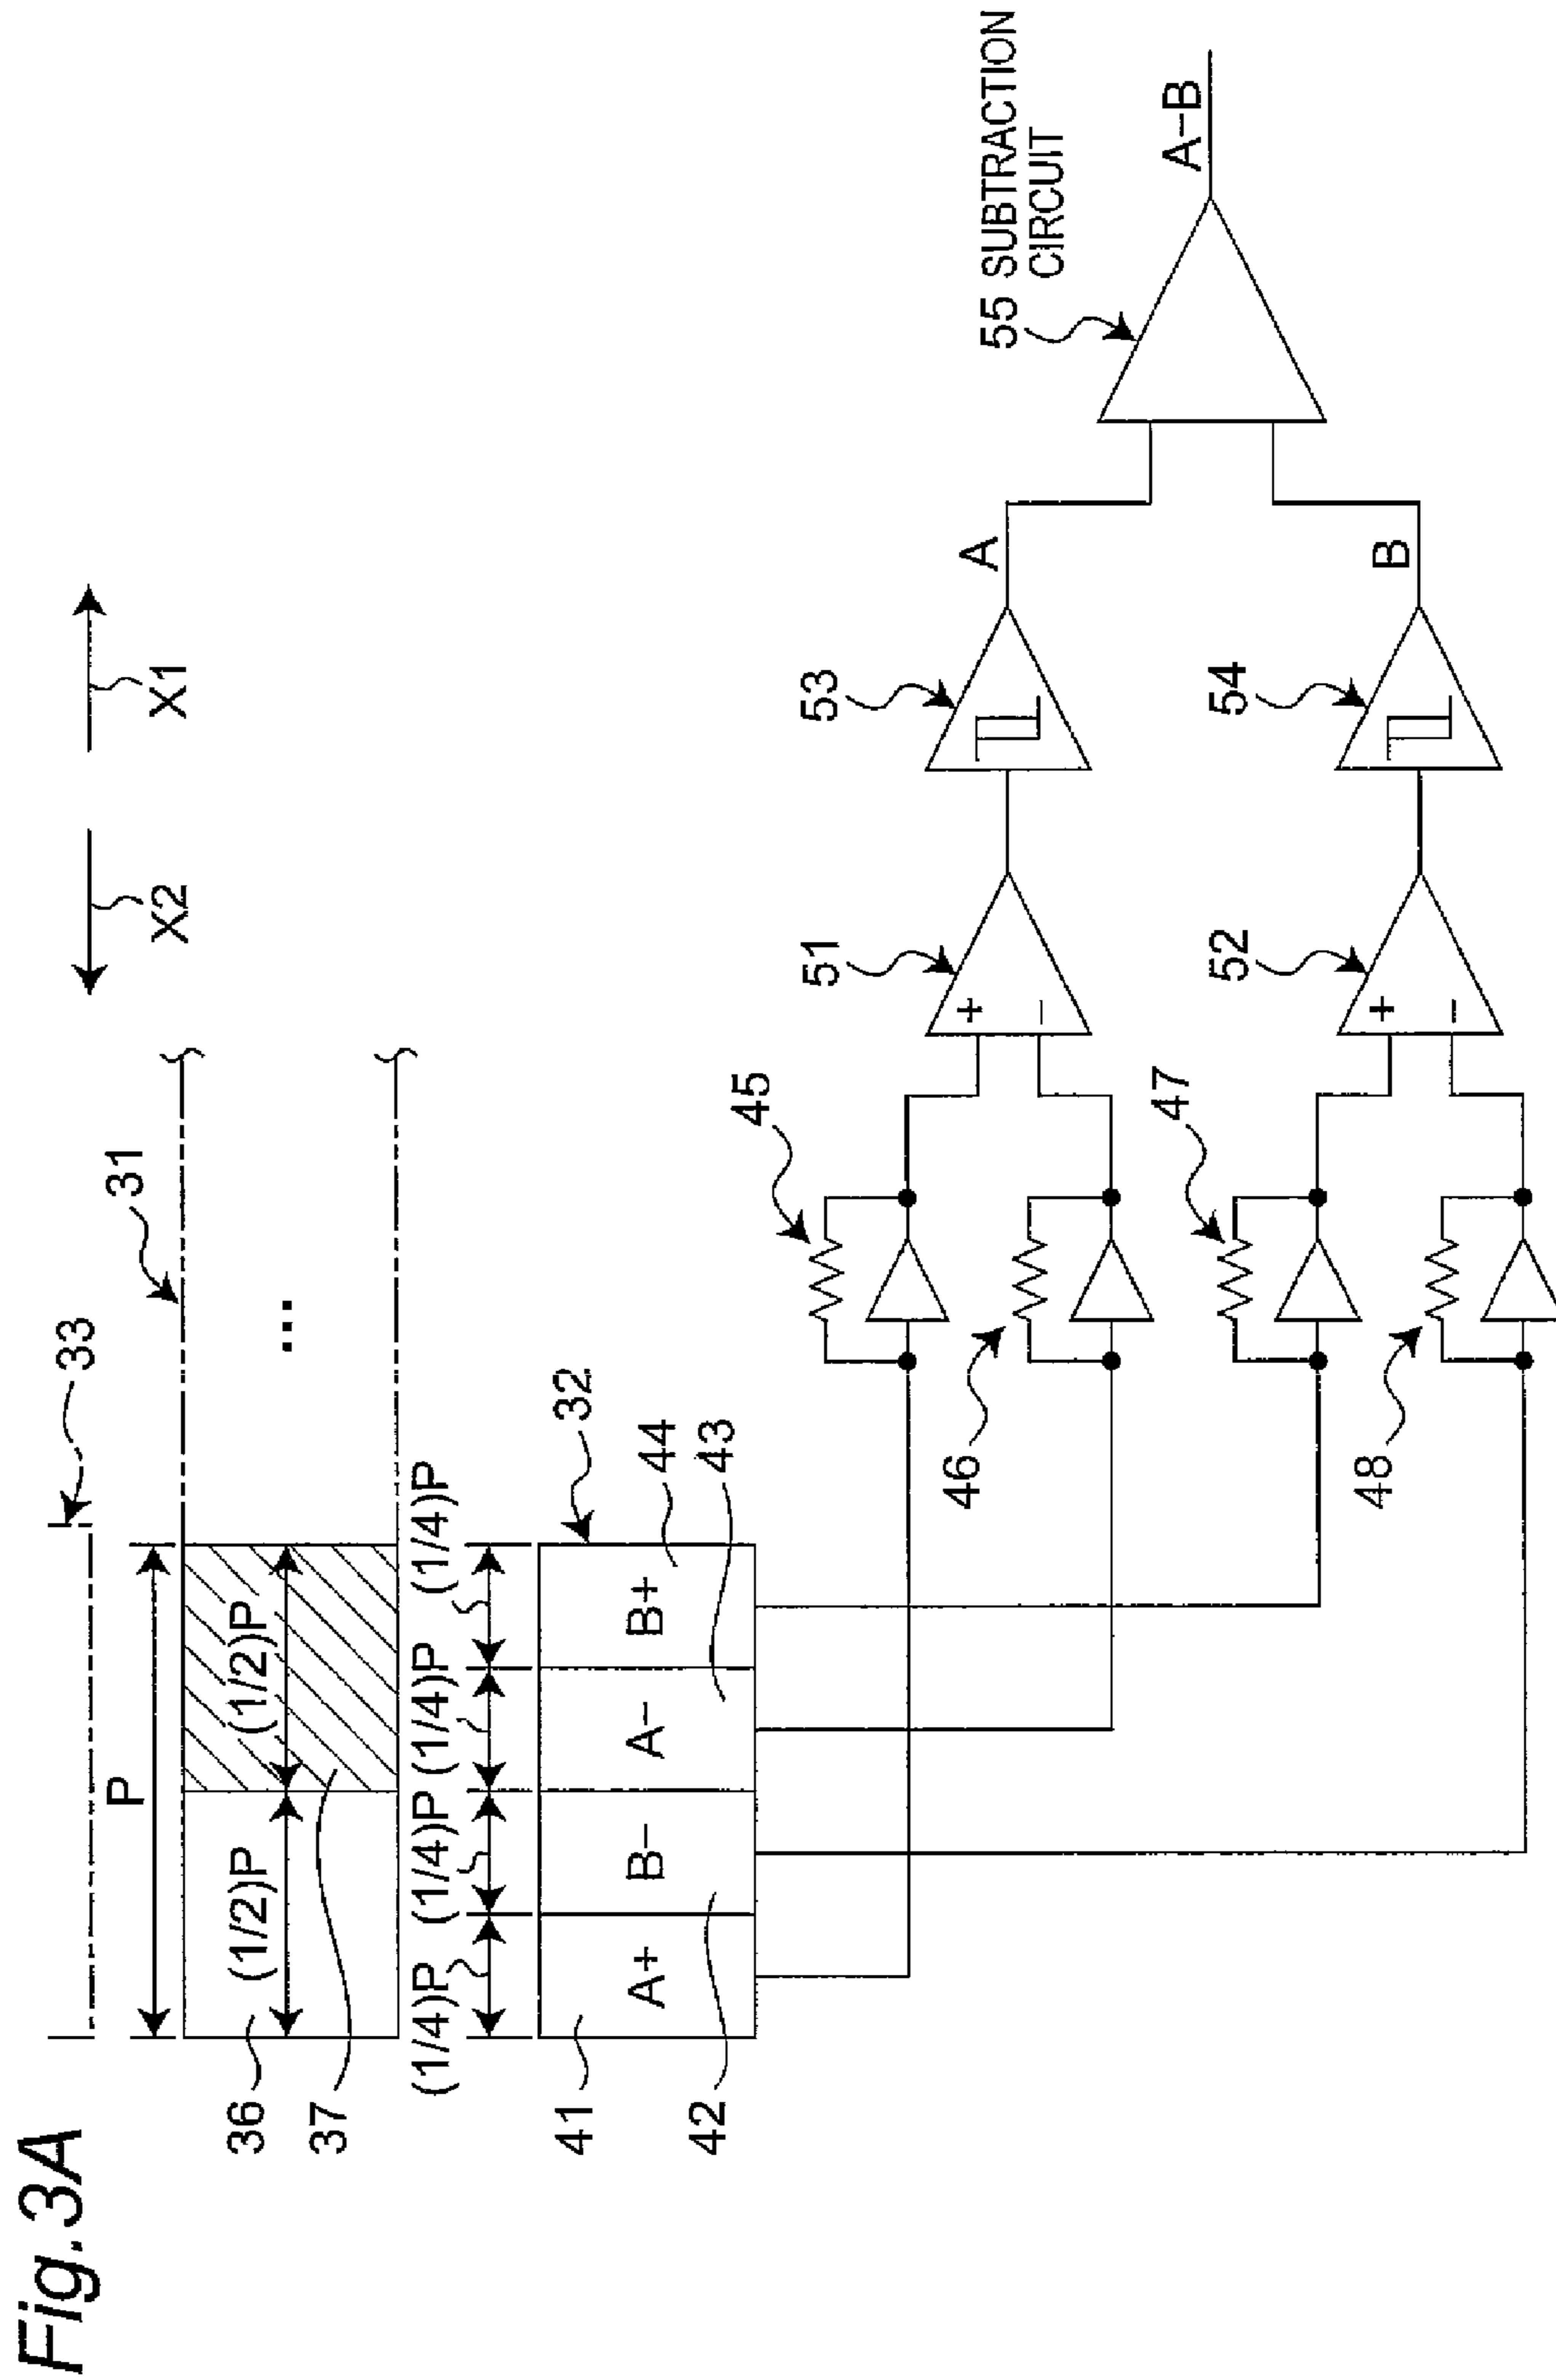 Fig.3A
33
X2
X1
P
31
36
(1/2)P
(1/2)P
...
37
(1/4)P
(1/4)P
(1/4)P
(1/4)P
32
41
A+
B−
A−
B+
44
42
43
45
51
53
A
46
+
−
55 SUBTRACTION
CIRCUIT
A−B
47
52
54
B
48
+
−